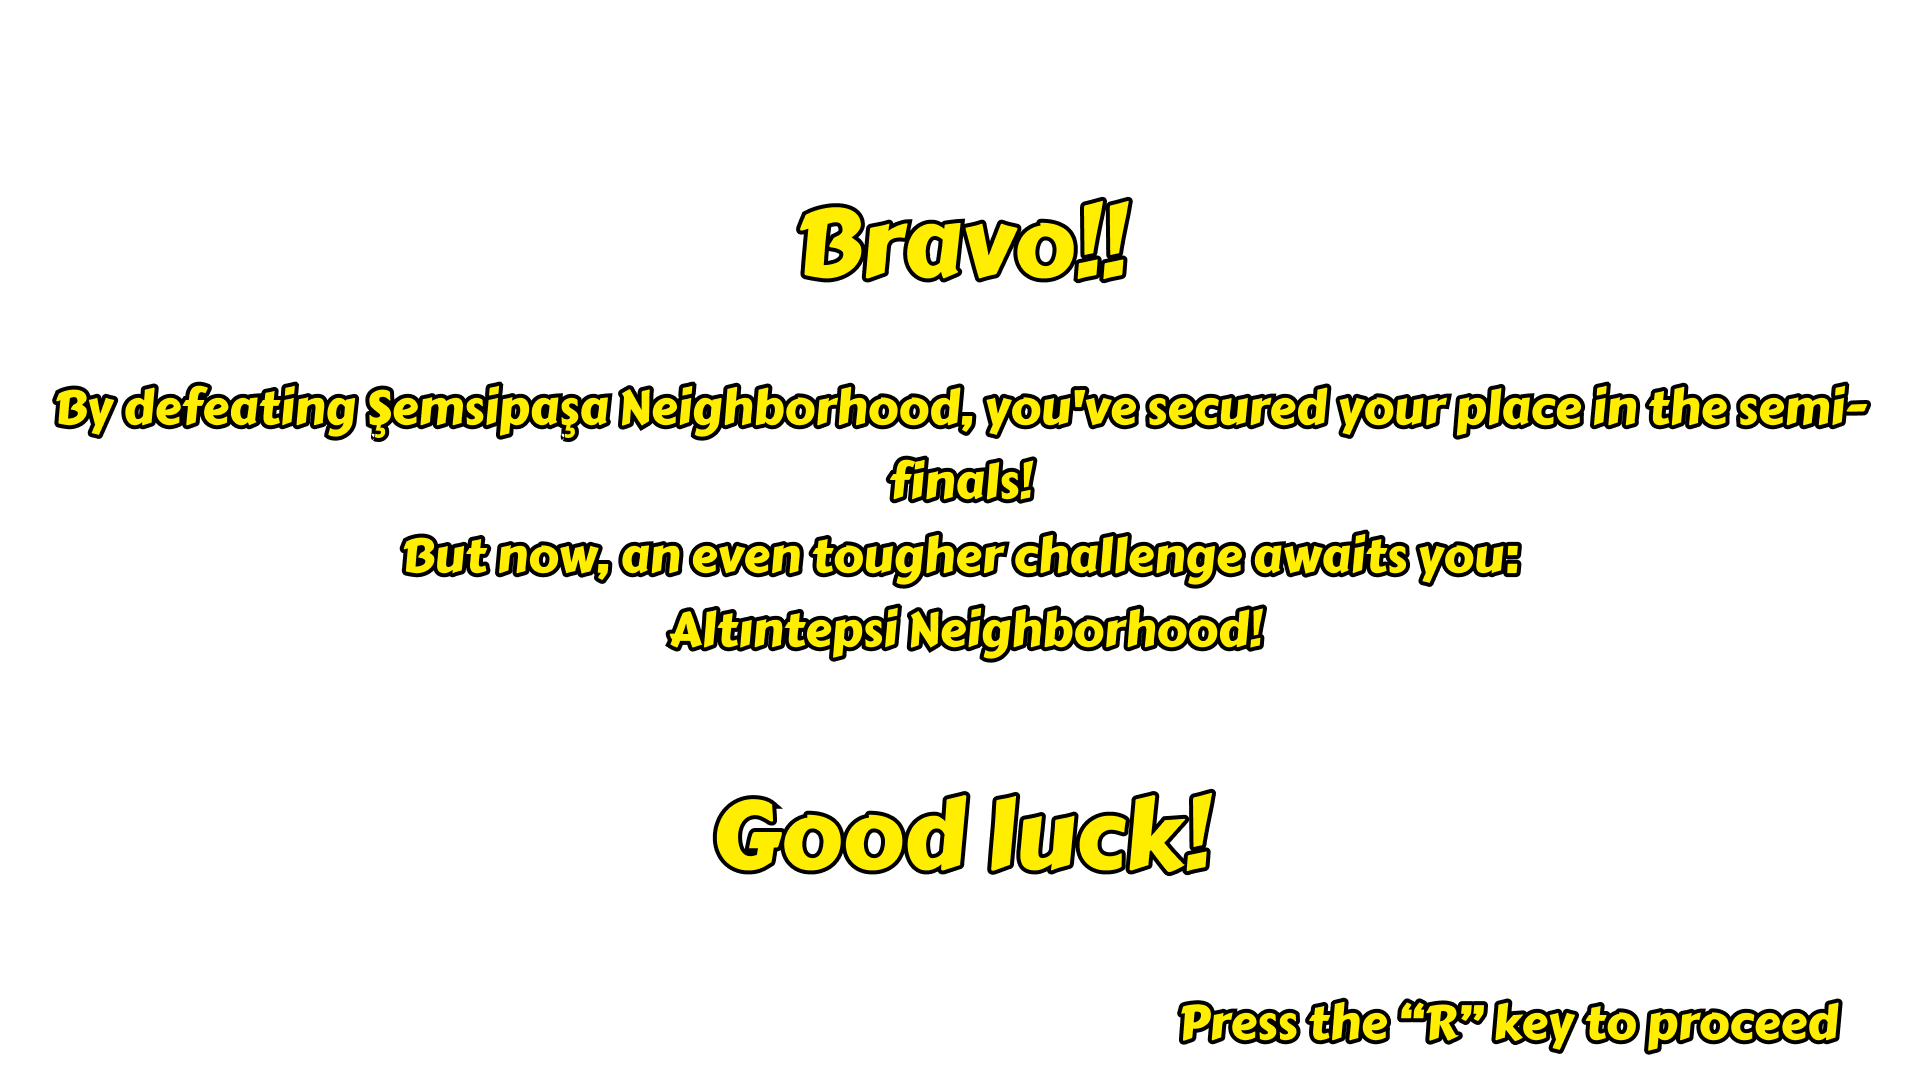 Bravo!!
By defeating Şemsipaşa Neighborhood, you've secured your place in the semi-
finals!
But now, an even tougher challenge awaits you:
Altıntepsi Neighborhood!
Good luck!
Press the “R” key to proceed